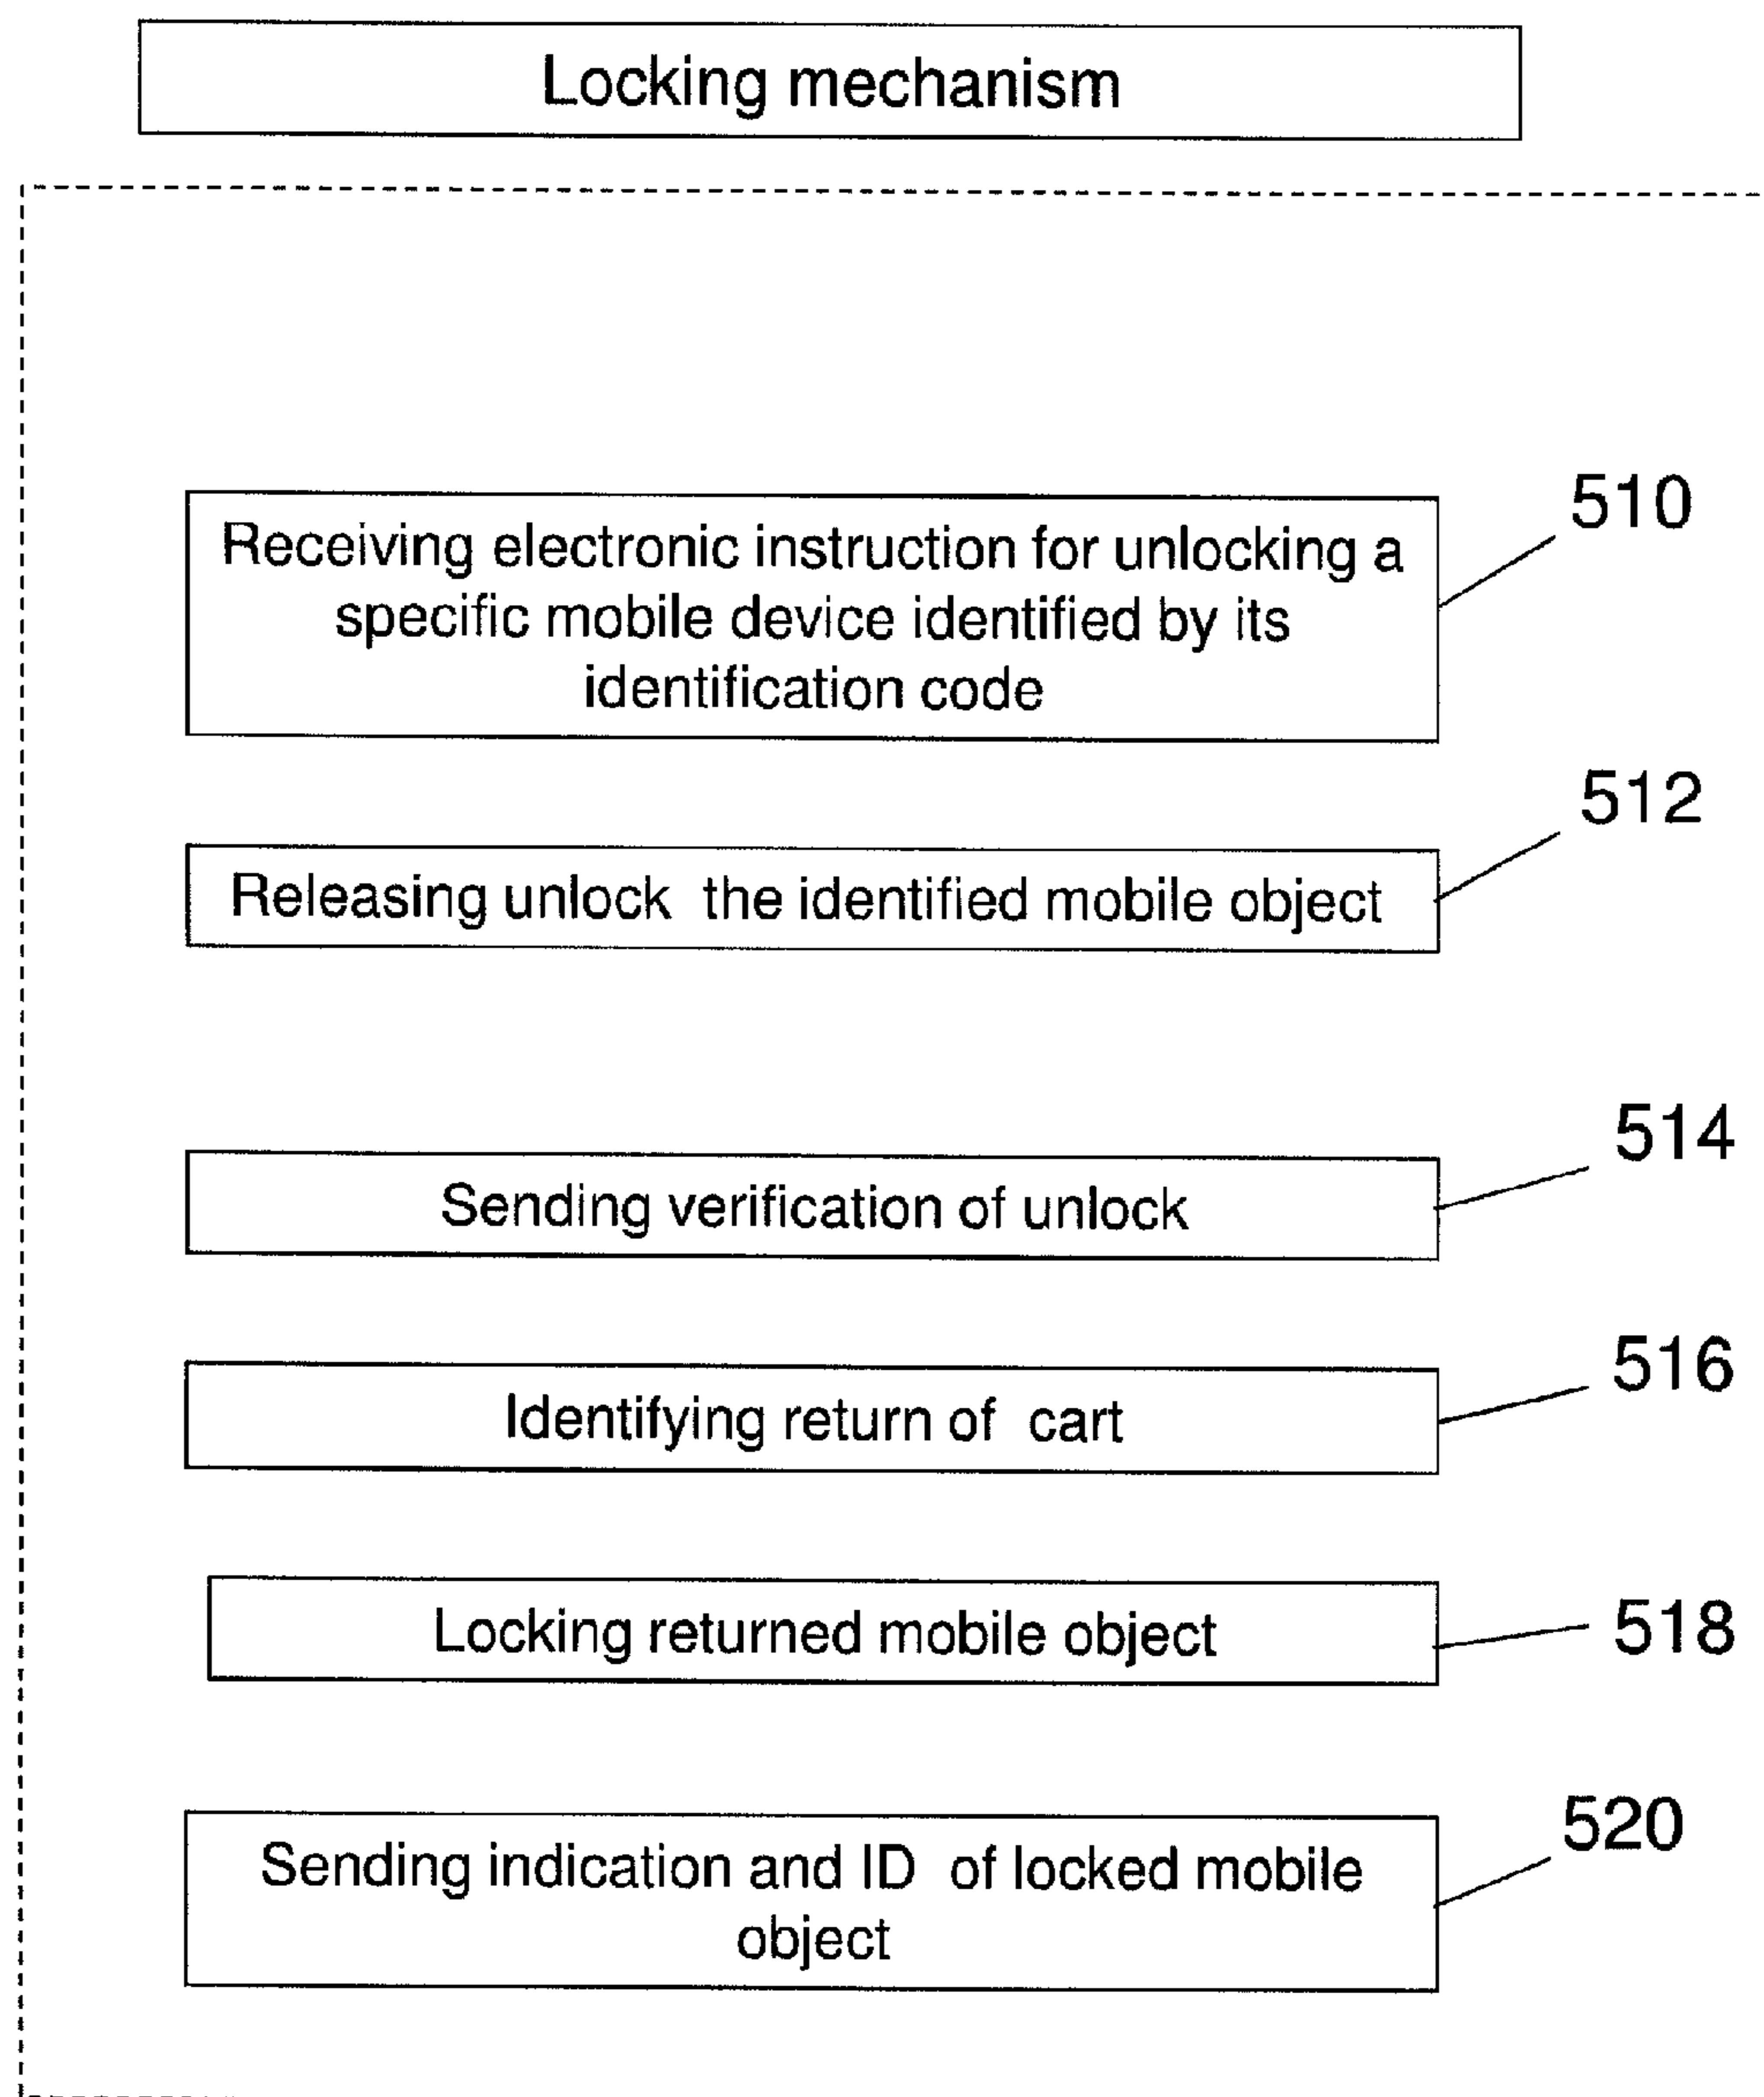 Locking mechanism
510
Receiving electronic instruction for unlocking a
specific mobile device identified by its
identification code
512
Releasing unlock the identified mobile object
514
Sending verification of unlock
516
Identifying return of cart
Locking returned mobile object
518
520
Sending indication and ID of locked mobile
object